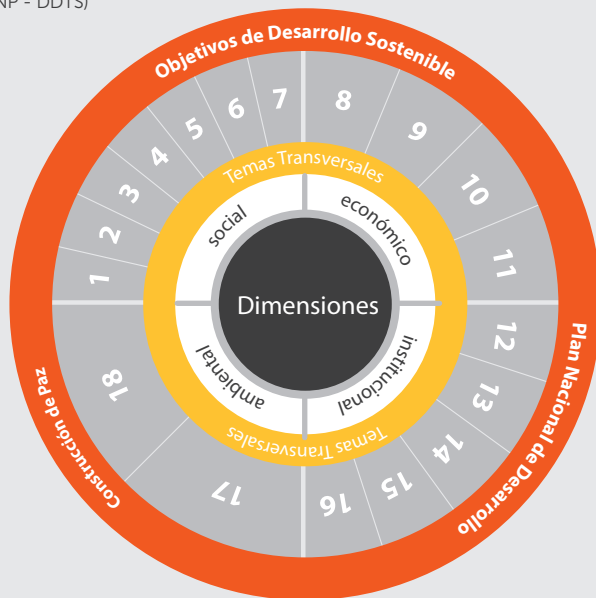 NP - DDTS)
Objetivos de Desarrollo Sostenible
Plan Nacional de Desarrollo
Construcción de Paz
1
2
3
4
5
6
7
8
9
10
11
12
13
14
15
16
17
18
Temas Transversales
social
económico
institucional
ambiental
Temas Transversales
Dimensiones